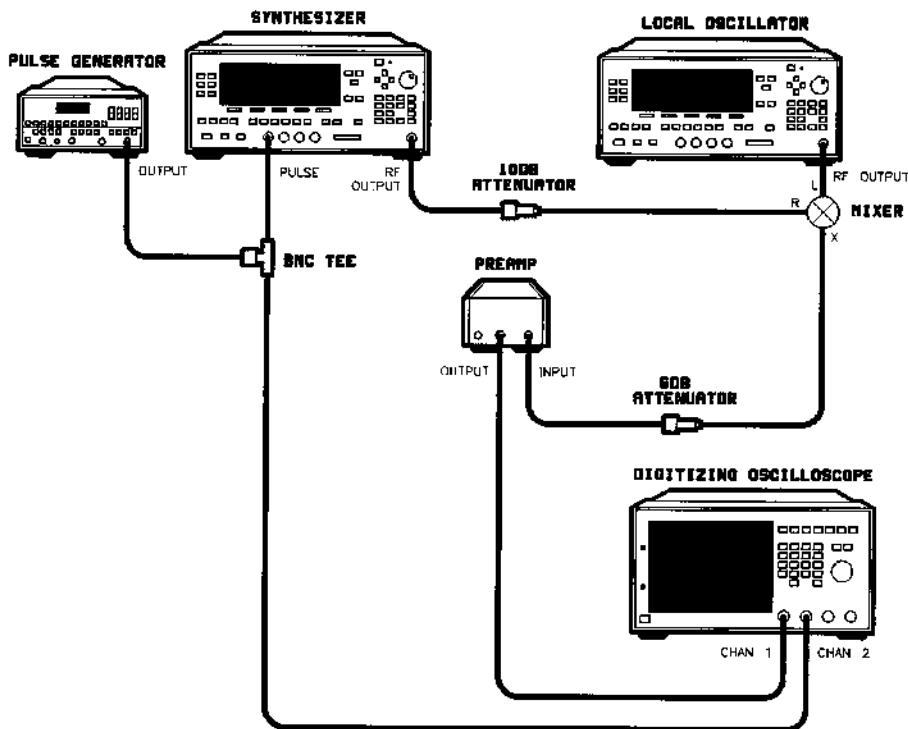 SYNTHESIZER
LOCAL OSCILLATOR
PULSE GENERATOR
OUTPUT
PULSE
RF
OUTPUT
10DB
ATTENUATOR
RF OUTPUT
L
R
MIXER
X
BNC TEE
PREAMP
OUTPUT
INPUT
6DB
ATTENUATOR
DIGITIZING OSCILLOSCOPE
CHAN 1
CHAN 2